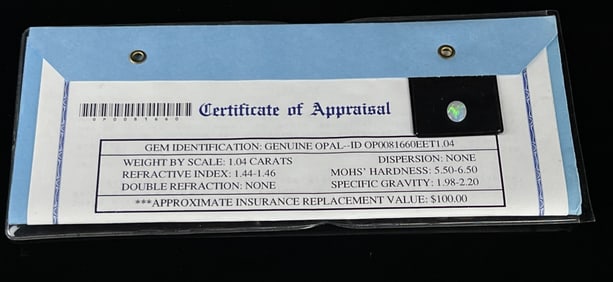 Certificate of Appraisal
OP0081660
GEM IDENTIFICATION: GENUINE OPAL--ID OP0081660EET1.04
WEIGHT BY SCALE: 1.04 CARATS
DISPERSION: NONE
REFRACTIVE INDEX: 1.44-1.46
MOHS' HARDNESS: 5.50-6.50
DOUBLE REFRACTION: NONE
SPECIFIC GRAVITY: 1.98-2.20
***APPROXIMATE INSURANCE REPLACEMENT VALUE: $100.00